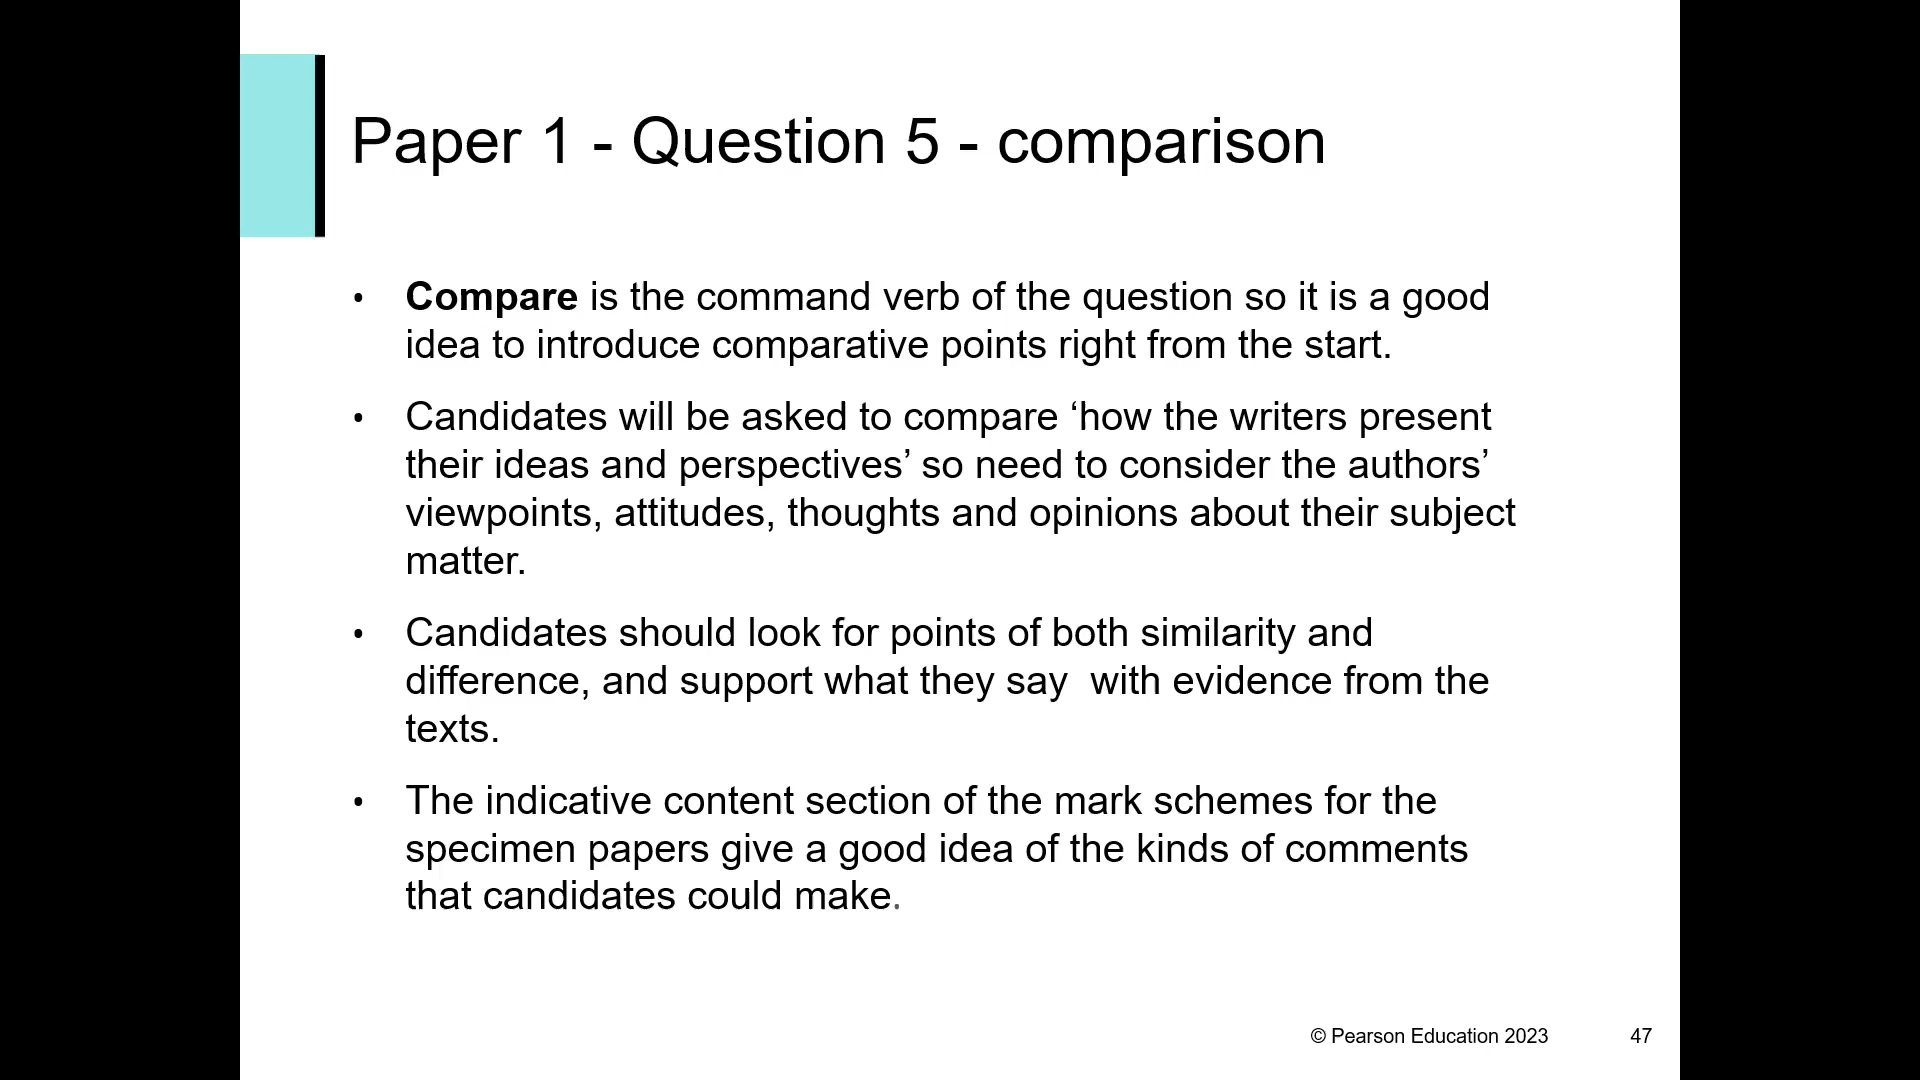 Paper 1 - Question 5 - comparison
• Compare is the command verb of the question so it is a good
idea to introduce comparative points right from the start.
• Candidates will be asked to compare ‘how the writers present
their ideas and perspectives’ so need to consider the authors’
viewpoints, attitudes, thoughts and opinions about their subject
matter.
• Candidates should look for points of both similarity and
difference, and support what they say  with evidence from the
texts.
• The indicative content section of the mark schemes for the
specimen papers give a good idea of the kinds of comments
that candidates could make.
© Pearson Education 2023 47